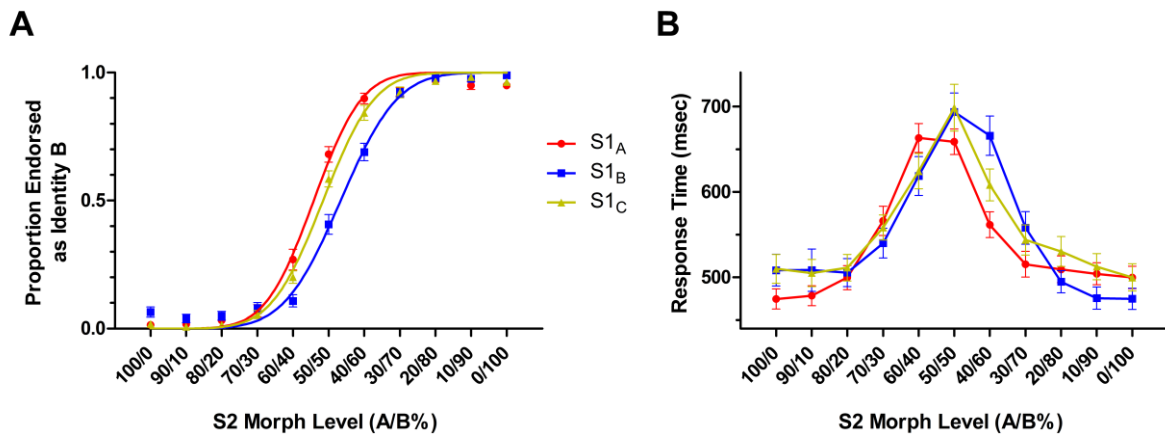 A
Proportion Endorsed
as Identity B
1.0
0.5
0.0
100/0
90/10
80/20
70/30
60/40
50/50
40/60
30/70
20/80
10/90
0/100
S2 Morph Level (A/B%)
S1A
S1B
S1C
B
Response Time (msec)
700
600
500
100/0
90/10
80/20
70/30
60/40
50/50
40/60
30/70
20/80
10/90
0/100
S2 Morph Level (A/B%)